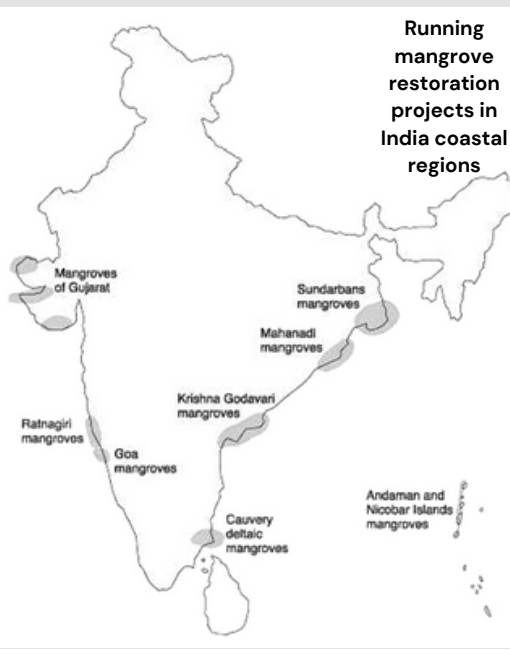 Running
mangrove
restoration
projects in
India coastal
regions
Mangroves
of Gujarat
Sundarbans
mangroves
Mahanadi
mangroves
Krishna Godavari
mangroves
Ratnagiri
mangroves
Goa
mangroves
Andaman and
Nicobar Islands
mangroves
Cauvery
deltaic
mangroves